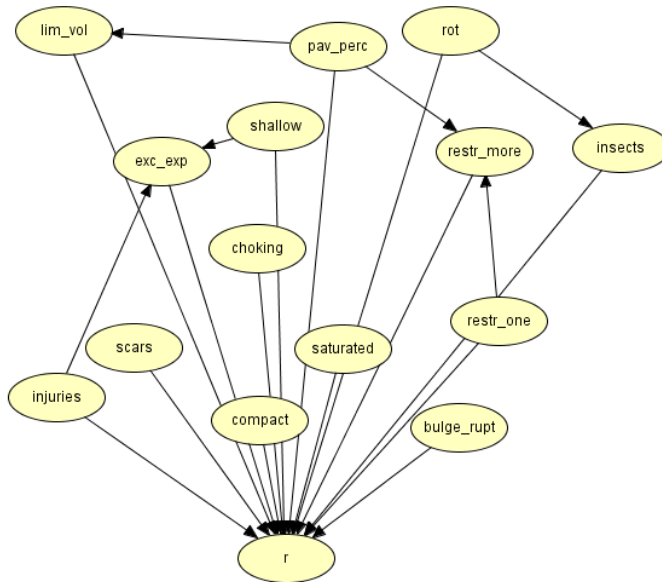 lim_vol
pav_perc
rot
shallow
exc_exp
restr_more
insects
choking
scars
saturated
restr_one
injuries
compact
bulge_rupt
r